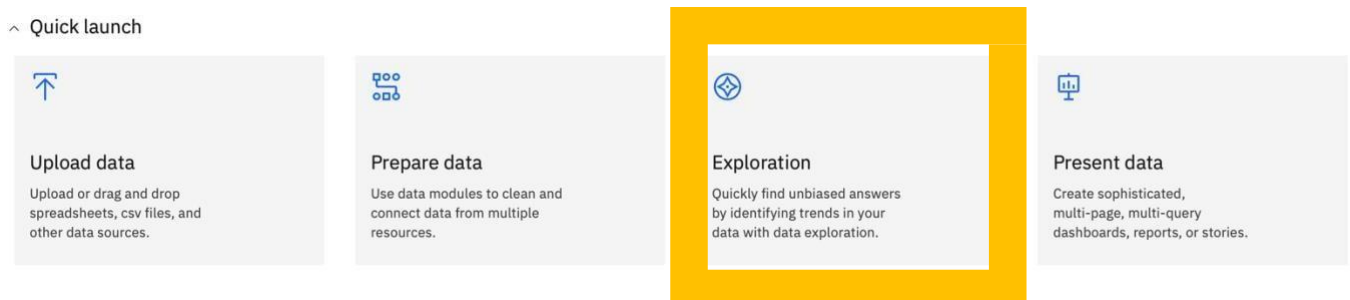 Quick launch
Upload data
Upload or drag and drop
spreadsheets, csv files, and
other data sources.
Prepare data
Use data modules to clean and
connect data from multiple
resources.
Exploration
Quickly find unbiased answers
by identifying trends in your
data with data exploration.
Present data
Create sophisticated,
multi-page, multi-query
dashboards, reports, or stories.